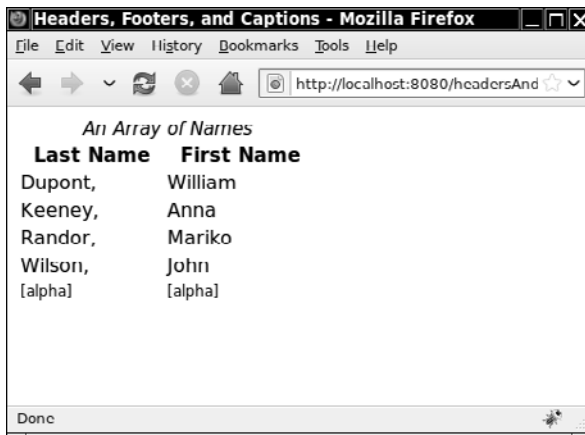 Headers, Footers, and Captions - Mozilla Firefox
File Edit View History Bookmarks Tools Help
http://localhost:8080/headersAnd
An Array of Names
Last Name First Name
Dupont, William
Keeney, Anna
Randor, Mariko
Wilson, John
[alpha] [alpha]
Done